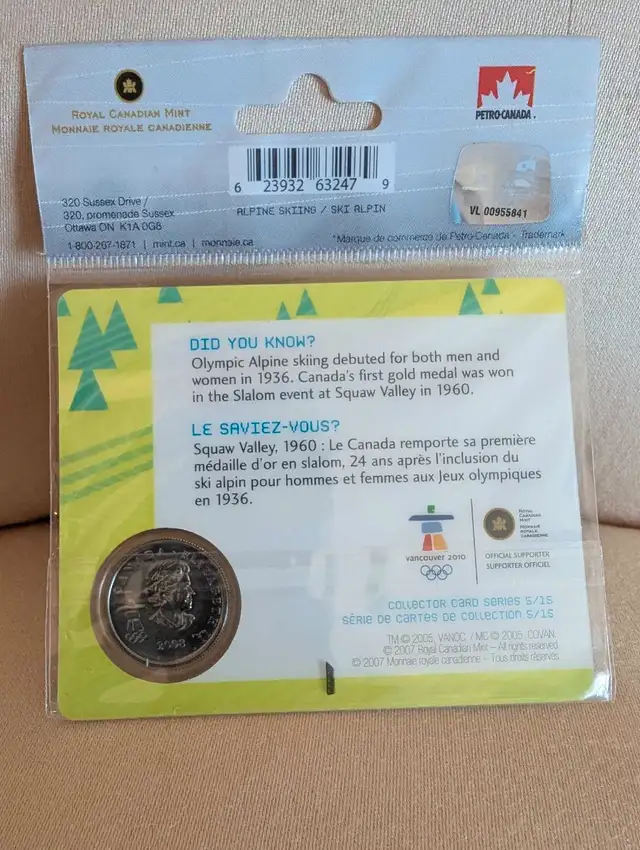 ROYAL CANADIAN MINT
MONNAIE ROYALE CANADIENNE
PETRO-CANADA
320 Sussex Drive /
320, promenade Sussex
Ottawa ON K1A 0G8
1-800-267-1871 | mint.ca | monnaie.ca
6 23932 63247 9
ALPINE SKIING / SKI ALPIN
VL 00955841
*Marque de commerce de Petro-Canada - Trademark
DID YOU KNOW?
Olympic Alpine skiing debuted for both men and
women in 1936. Canada's first gold medal was won
in the Slalom event at Squaw Valley in 1960.
LE SAVIEZ-VOUS?
Squaw Valley, 1960 : Le Canada remporte sa première
médaille d'or en slalom, 24 ans après l'inclusion du
ski alpin pour hommes et femmes aux Jeux olympiques
en 1936.
vancouver 2010
ROYAL
CANADIAN
MINT
MONNAIE
ROYALE
CANADIENNE
OFFICIAL SUPPORTER
SUPPORTER OFFICIEL
COLLECTOR CARD SERIES 5/15
SÉRIE DE CARTES DE COLLECTION 5/15
TM © 2005, VANOC. / MC © 2005, COVAN.
© 2007 Royal Canadian Mint – All rights reserved
© 2007 Monnaie royale canadienne – Tous droits réservés
2008